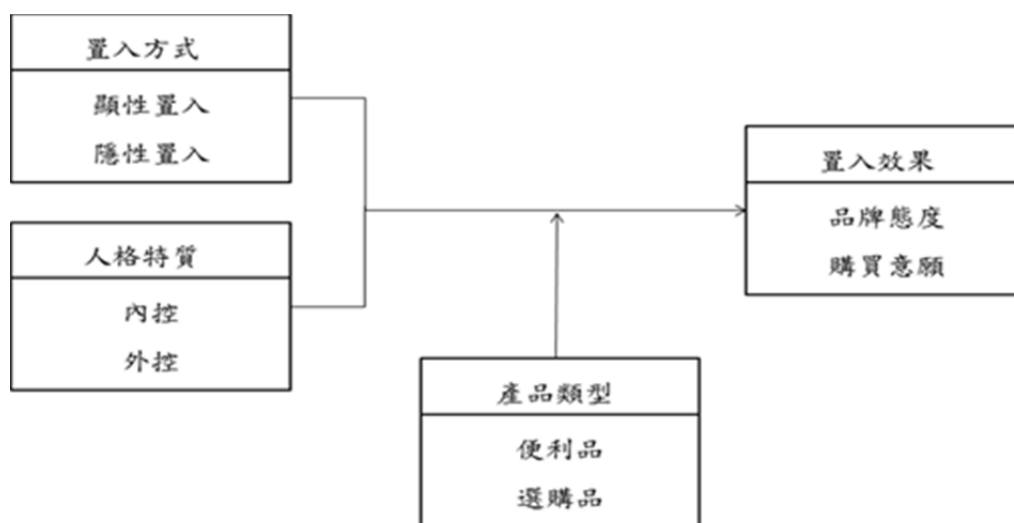 置入方式
顯性置入
隱性置入
人格特質
內控
外控
產品類型
便利品
選購品
置入效果
品牌態度
購買意願